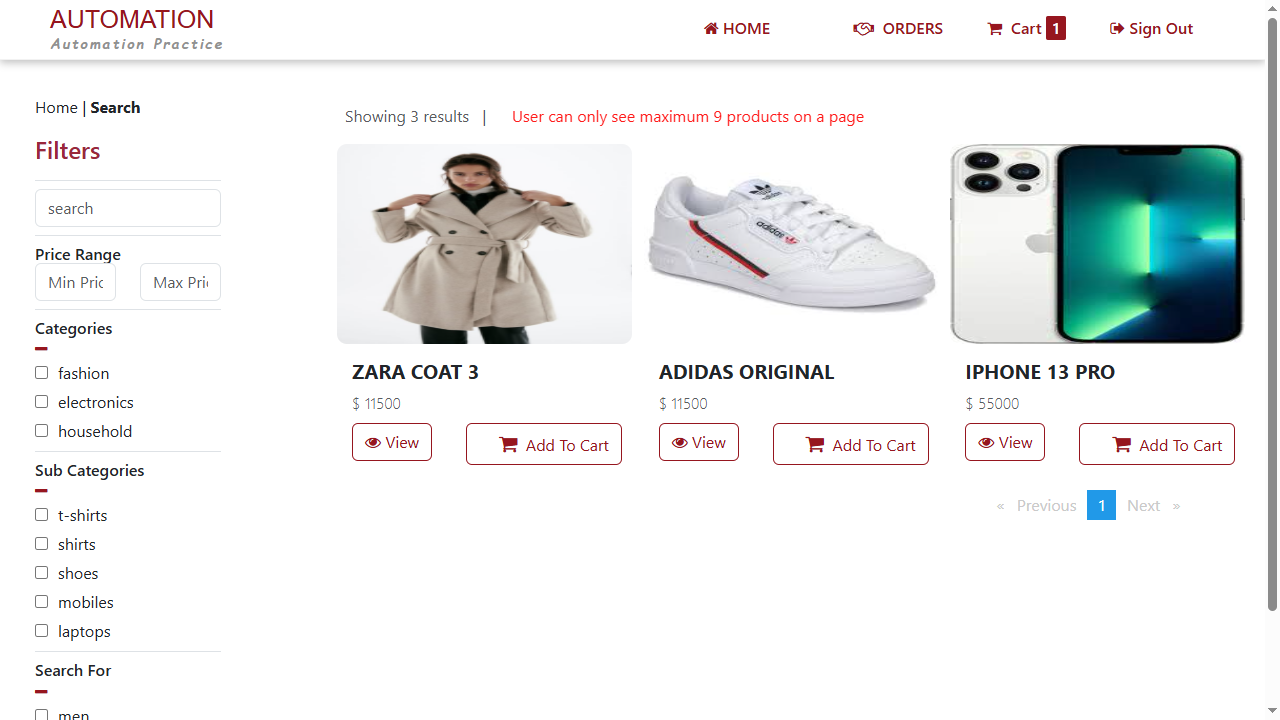 AUTOMATION
Automation Practice
HOME
ORDERS
Cart 1
Sign Out
Home | Search
Filters
search
Price Range
Min Pric
Max Pri
Categories
fashion
electronics
household
Sub Categories
t-shirts
shirts
shoes
mobiles
laptops
Search For
men
Showing 3 results |
User can only see maximum 9 products on a page
adidas
ZARA COAT 3
$ 11500
View
Add To Cart
ADIDAS ORIGINAL
$ 11500
View
Add To Cart
IPHONE 13 PRO
$ 55000
View
Add To Cart
« Previous 1 Next »